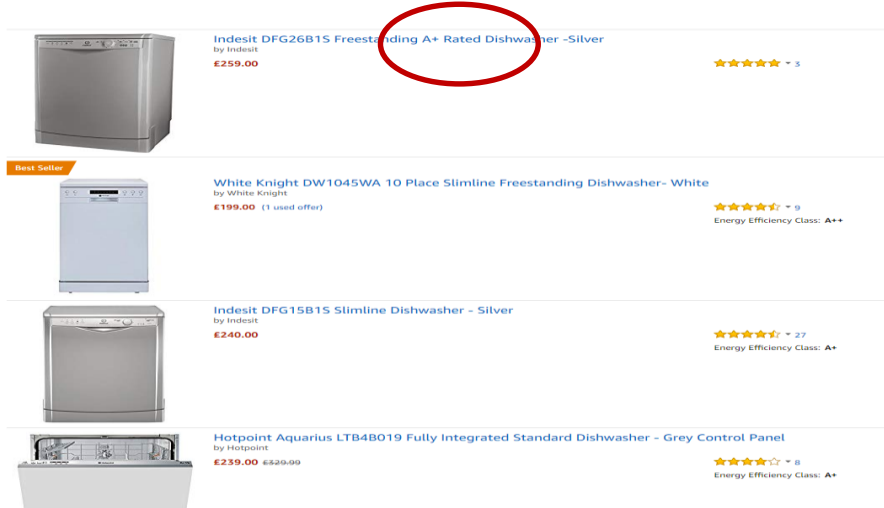 Indesit DFG26B1S Freestanding A+ Rated Dishwasher -Silver
by Indesit
£259.00
3
Best Seller
White Knight DW1045WA 10 Place Slimline Freestanding Dishwasher- White
by White Knight
£199.00 (1 used offer)
9
Energy Efficiency Class: A++
Indesit DFG15B1S Slimline Dishwasher - Silver
by Indesit
£240.00
27
Energy Efficiency Class: A+
Hotpoint Aquarius LTB4B019 Fully Integrated Standard Dishwasher - Grey Control Panel
by Hotpoint
£239.00 £329.99
8
Energy Efficiency Class: A+